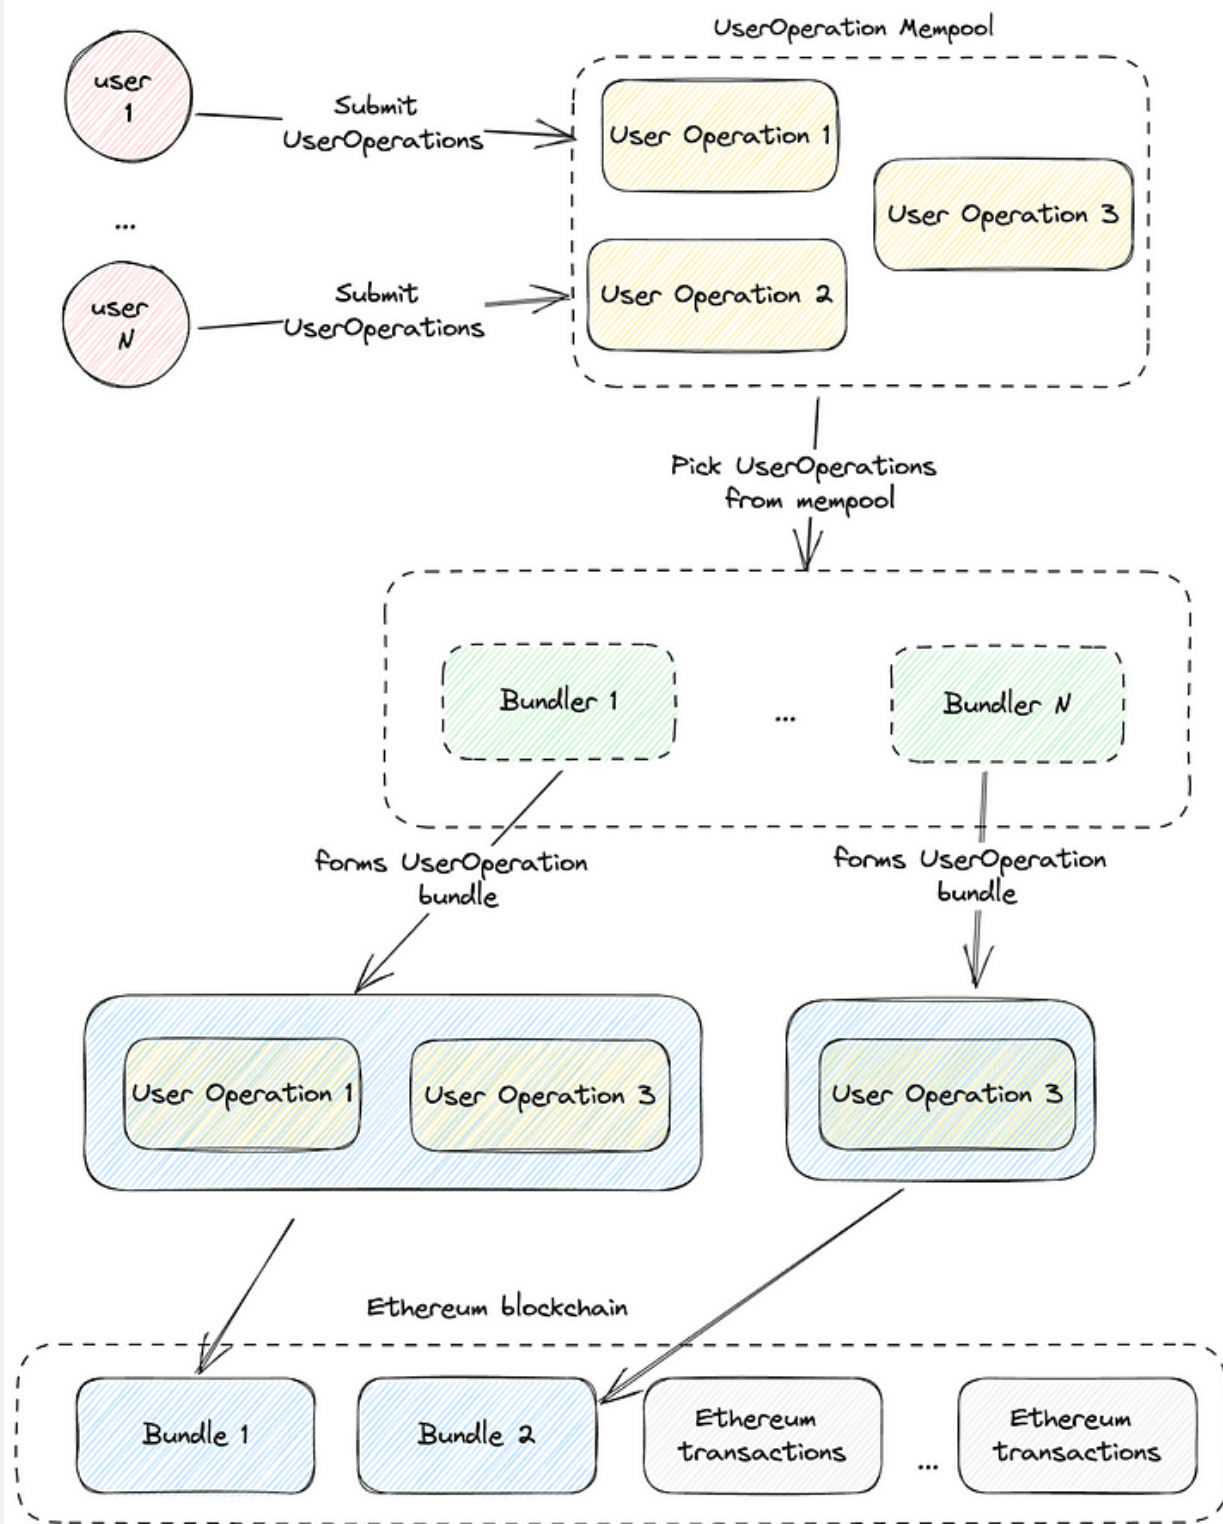 UserOperation Mempool
user
1
Submit
UserOperations
User Operation 1
User Operation 3
...
user
N
Submit
UserOperations
User Operation 2
Pick UserOperations
from mempool
Bundler 1
...
Bundler N
forms UserOperation
bundle
forms UserOperation
bundle
User Operation 1
User Operation 3
User Operation 3
Ethereum blockchain
Bundle 1
Bundle 2
Ethereum
transactions
...
Ethereum
transactions